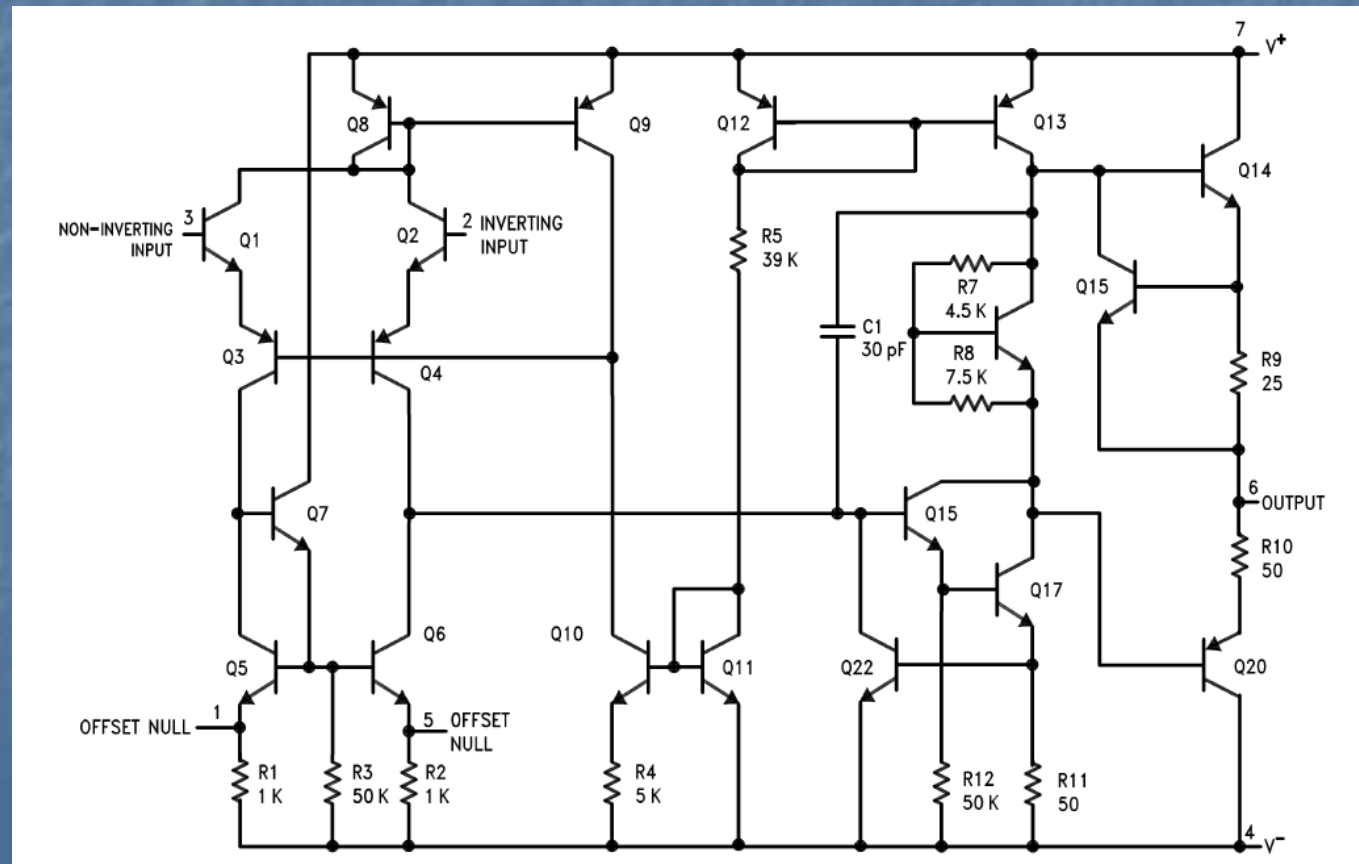 7
V+
Q8
Q9
Q12
Q13
Q14
3
NON-INVERTING
INPUT
Q1
Q2
2 INVERTING
INPUT
R5
39 K
R7
4.5 K
Q15
C1
30 pF
R8
7.5 K
R9
25
Q3
Q4
6
OUTPUT
Q7
Q15
R10
50
Q17
Q5
Q6
Q10
Q11
Q22
Q20
OFFSET NULL
1
5 OFFSET
NULL
R1
1 K
R3
50 K
R2
1 K
R4
5 K
R12
50 K
R11
50
4
V-